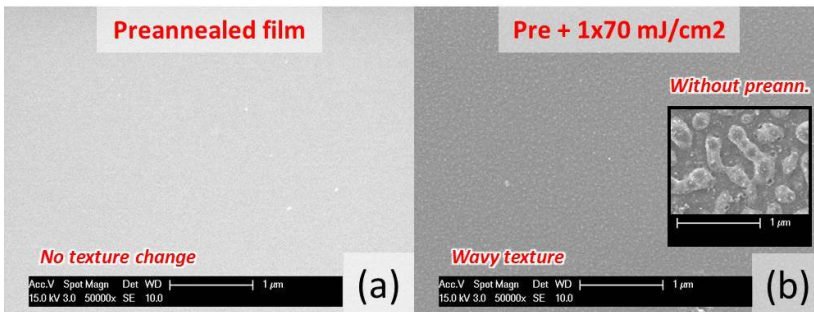 Preannealed film
No texture change
Acc.V Spot Magn Det WD 1 µm
15.0 kV 3.0 50000x SE 10.0
(a)
Pre + 1x70 mJ/cm2
Without preann.
1 µm
Wavy texture
Acc.V Spot Magn Det WD 1 µm
15.0 kV 3.0 50000x SE 10.0
(b)